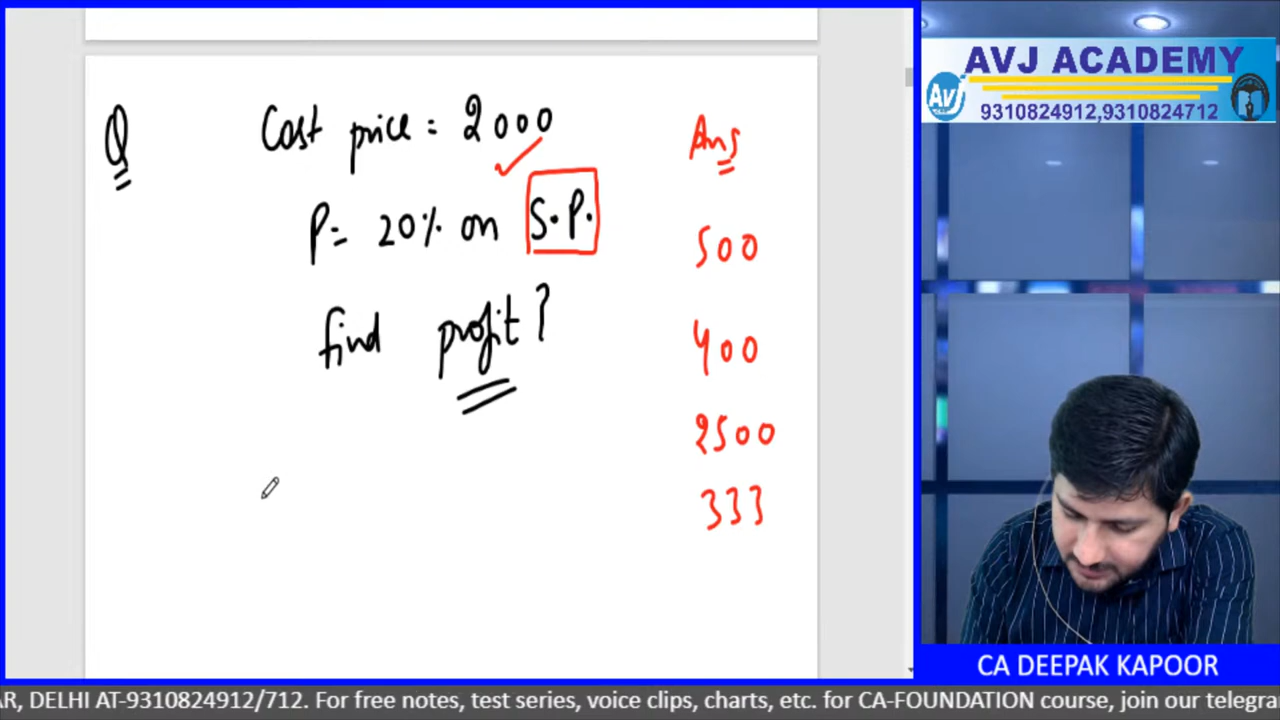 Q Cost price = 2000
P = 20% on S.P.
find profit?
Ans
500
400
2500
333
AVJ ACADEMY
AVJ
9310824912,9310824712
CA DEEPAK KAPOOR
AR, DELHI AT-9310824912/712. For free notes, test series, voice clips, charts, etc. for CA-FOUNDATION course, join our telegra